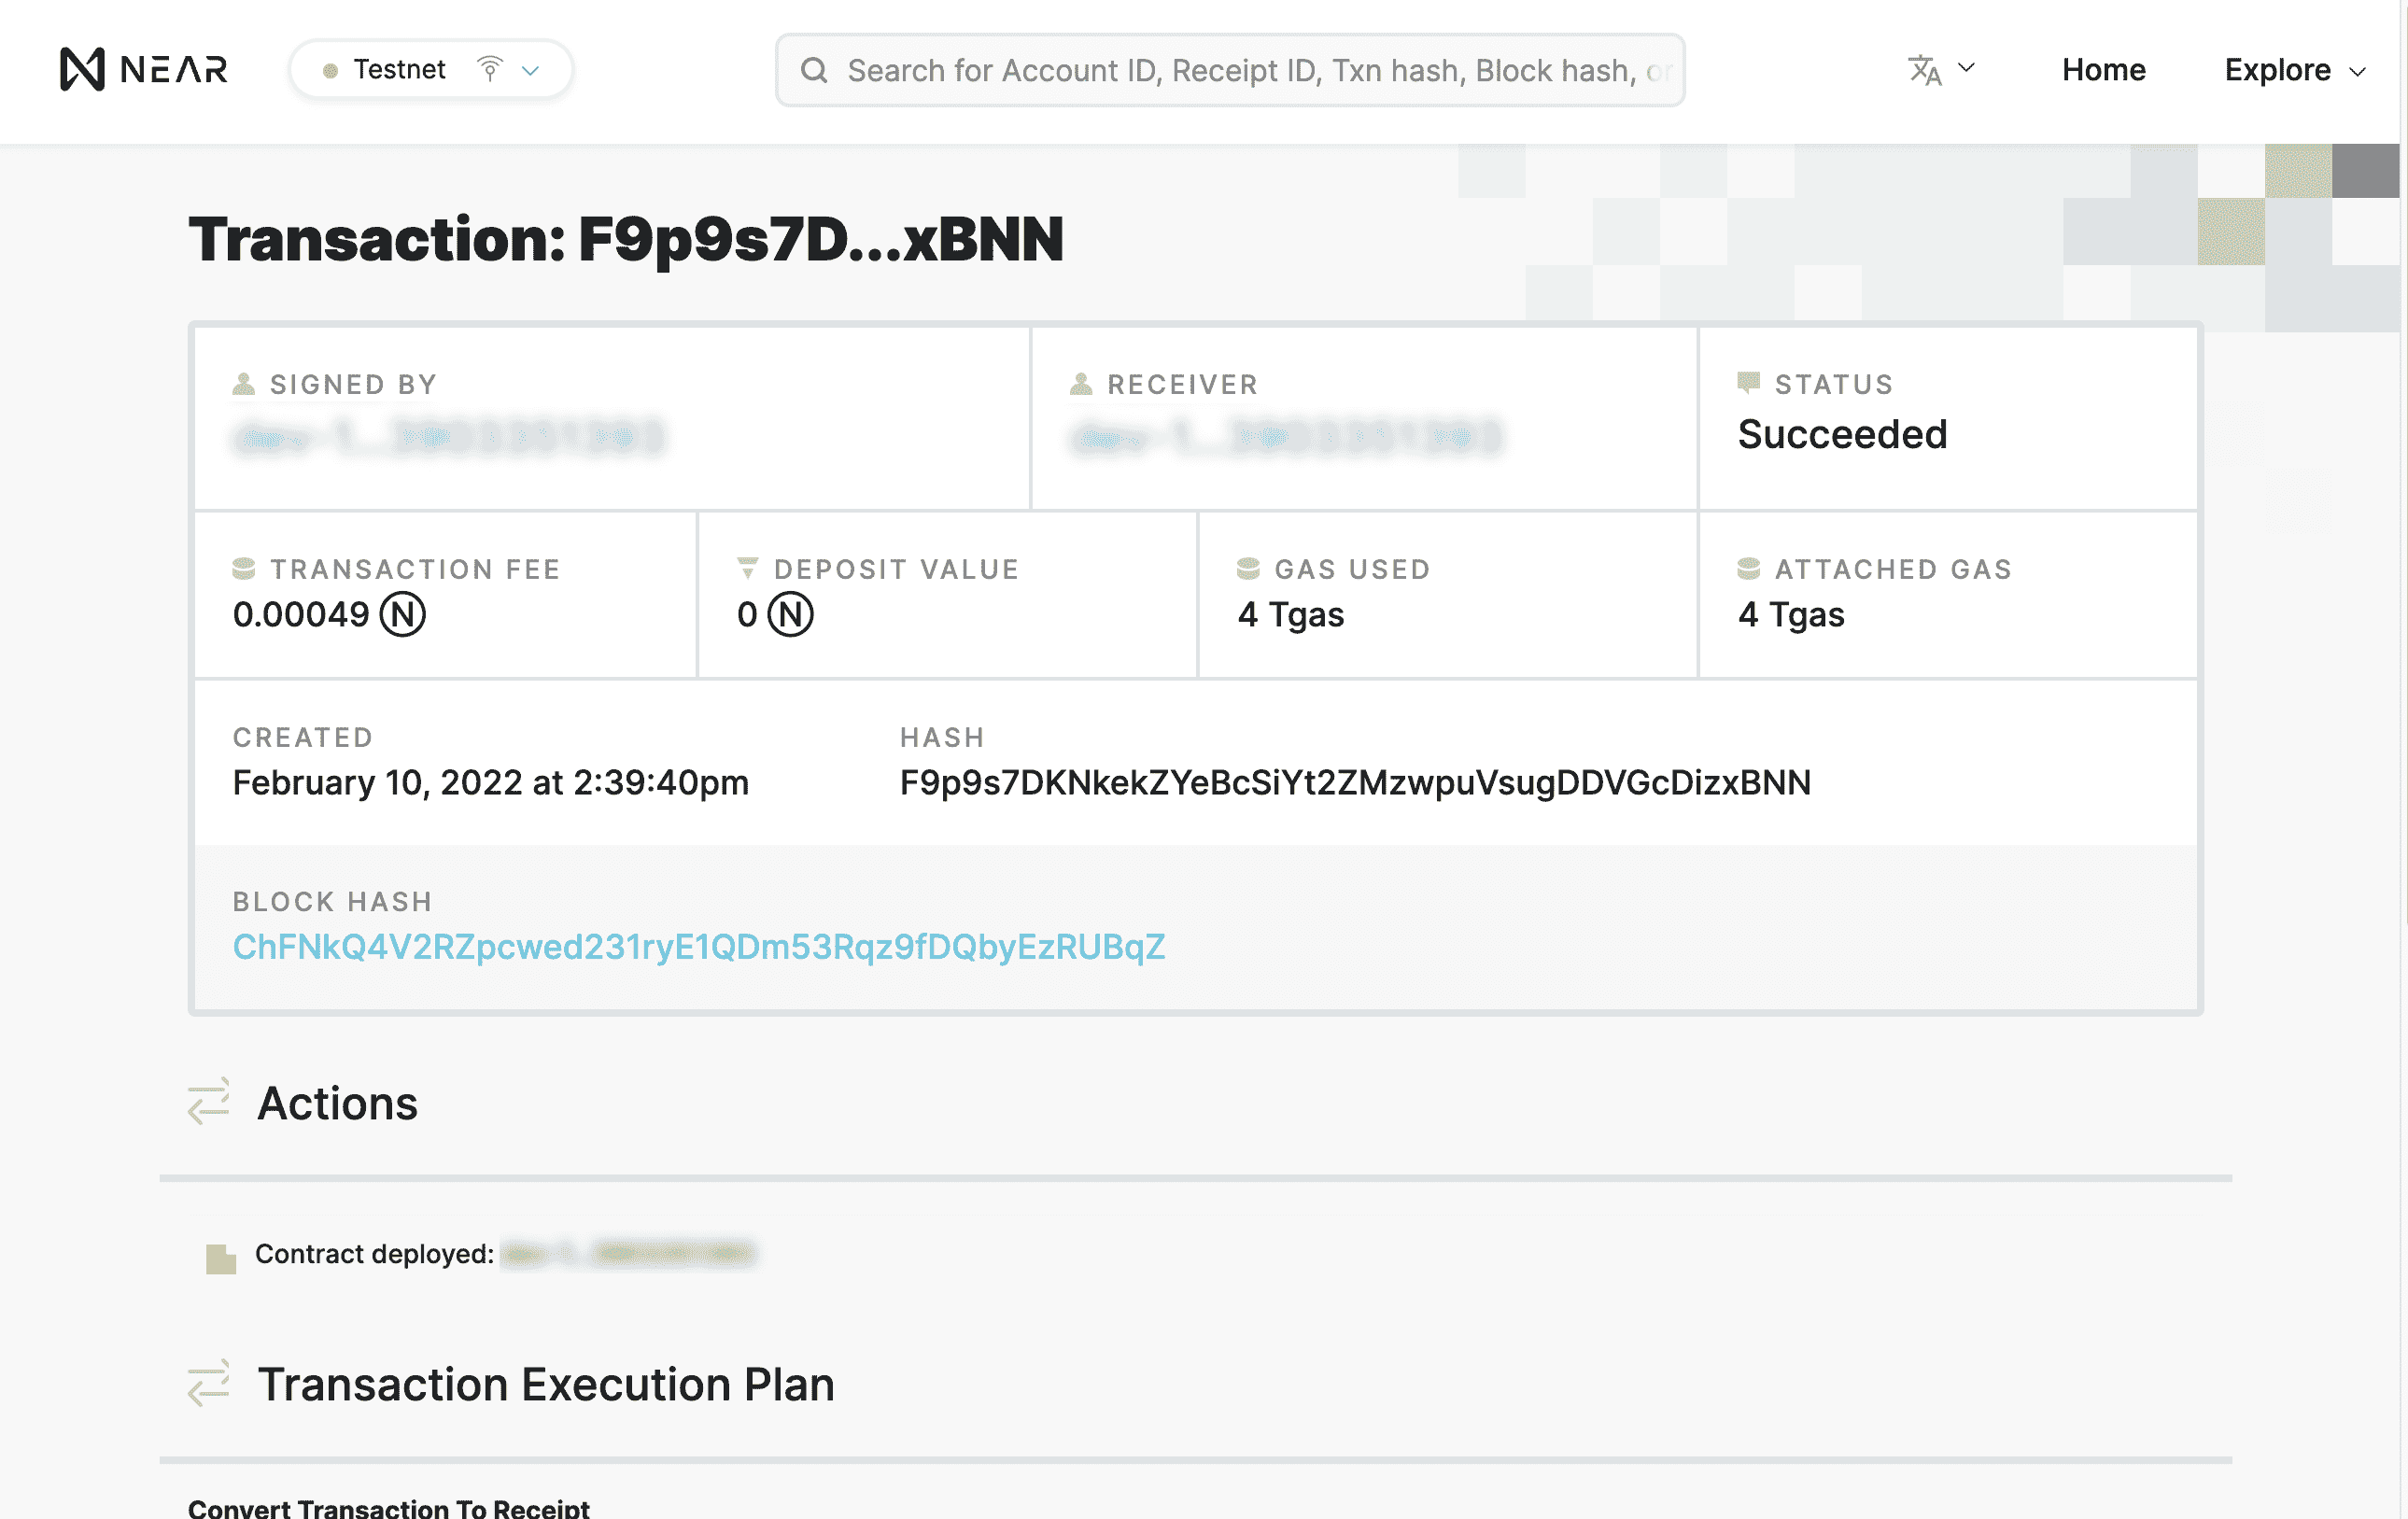 NEAR
Testnet
Search for Account ID, Receipt ID, Txn hash, Block hash, or
Home
Explore
Transaction: F9p9s7D...xBNN
SIGNED BY
RECEIVER
STATUS
Succeeded
TRANSACTION FEE
0.00049 N
DEPOSIT VALUE
0 N
GAS USED
4 Tgas
ATTACHED GAS
4 Tgas
CREATED
February 10, 2022 at 2:39:40pm
HASH
F9p9s7DKNkekZYeBcSiYt2ZMzwpuVsugDDVGcDizxBNN
BLOCK HASH
ChFNkQ4V2RZpcwed231ryE1QDm53Rqz9fDQbyEzRUBqZ
Actions
Contract deployed:
Transaction Execution Plan
Convert Transaction To Receipt